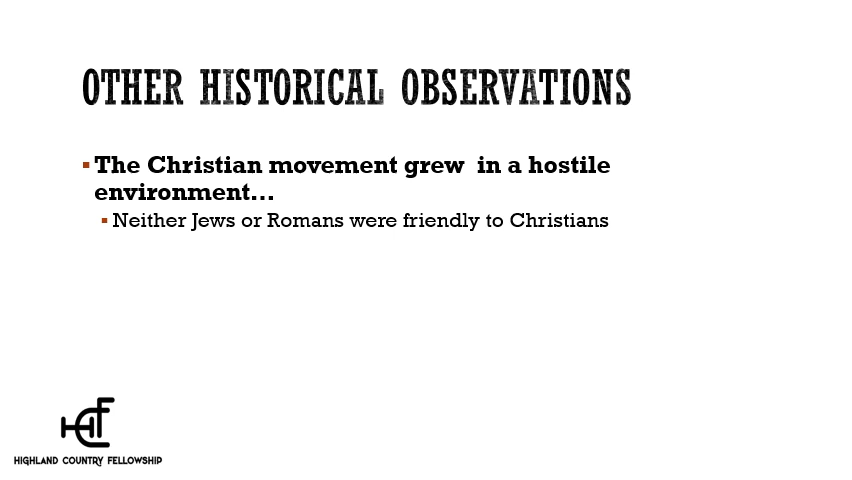 OTHER HISTORICAL OBSERVATIONS
▪ The Christian movement grew in a hostile
environment…
▪ Neither Jews or Romans were friendly to Christians
HCF
HIGHLAND COUNTRY FELLOWSHIP